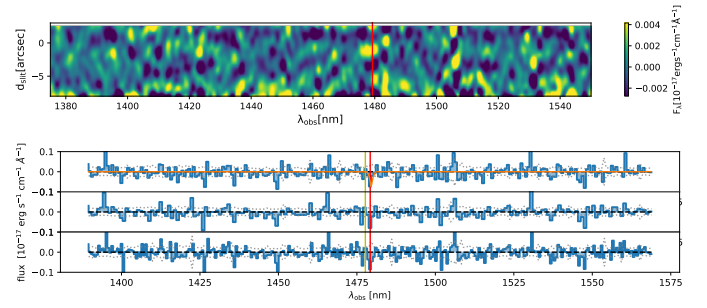 0
−5
d_slit[arcsec]
1380 1400 1420 1440 1460 1480 1500 1520 1540
λ_obs[nm]
0.004
0.002
0.000
−0.002
F_λ[10⁻¹⁷ergs⁻¹cm⁻¹Å⁻¹]
0.1
0.0
−0.1
0.0
−0.1
0.0
−0.1
flux [10⁻¹⁷ erg s⁻¹ cm⁻¹ Å⁻¹]
1400 1425 1450 1475 1500 1525 1550 1575
λ_obs [nm]